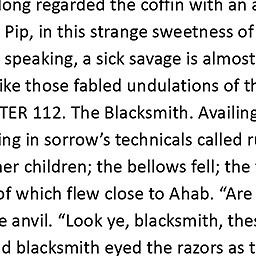 long regarded the coffin with an a
Pip, in this strange sweetness of
speaking, a sick savage is almost
ike those fabled undulations of th
TER 112. The Blacksmith. Availing
ing in sorrow’s technicals called ru
her children; the bellows fell; the
of which flew close to Ahab. “Are
e anvil. “Look ye, blacksmith, thes
d blacksmith eyed the razors as t